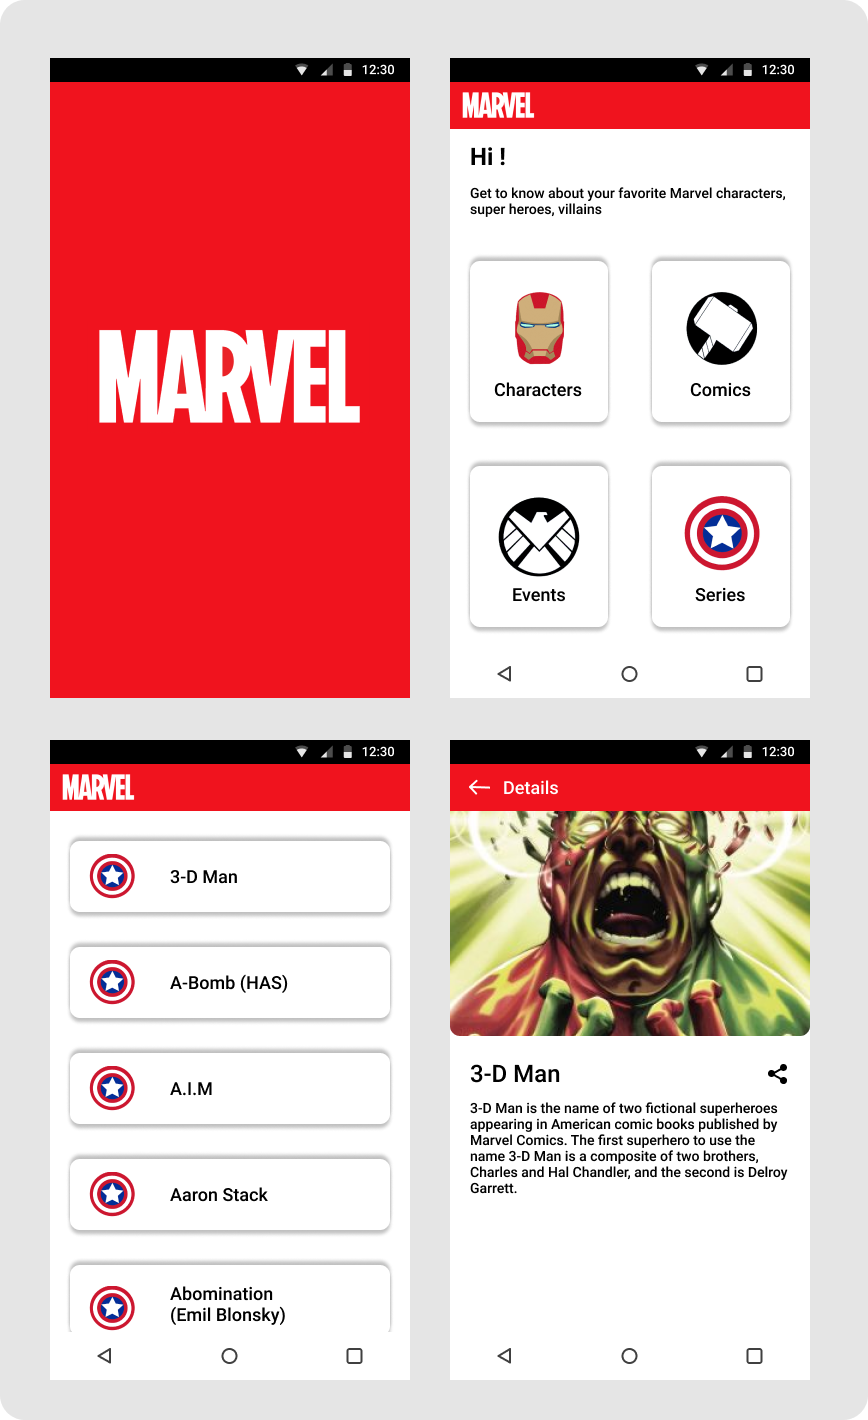 12:30
MARVEL
12:30
MARVEL
Hi !
Get to know about your favorite Marvel characters,
super heroes, villains
Characters
Comics
Events
Series
12:30
MARVEL
3-D Man
A-Bomb (HAS)
A.I.M
Aaron Stack
Abomination
(Emil Blonsky)
12:30
Details
3-D Man
3-D Man is the name of two fictional superheroes
appearing in American comic books published by
Marvel Comics. The first superhero to use the
name 3-D Man is a composite of two brothers,
Charles and Hal Chandler, and the second is Delroy
Garrett.